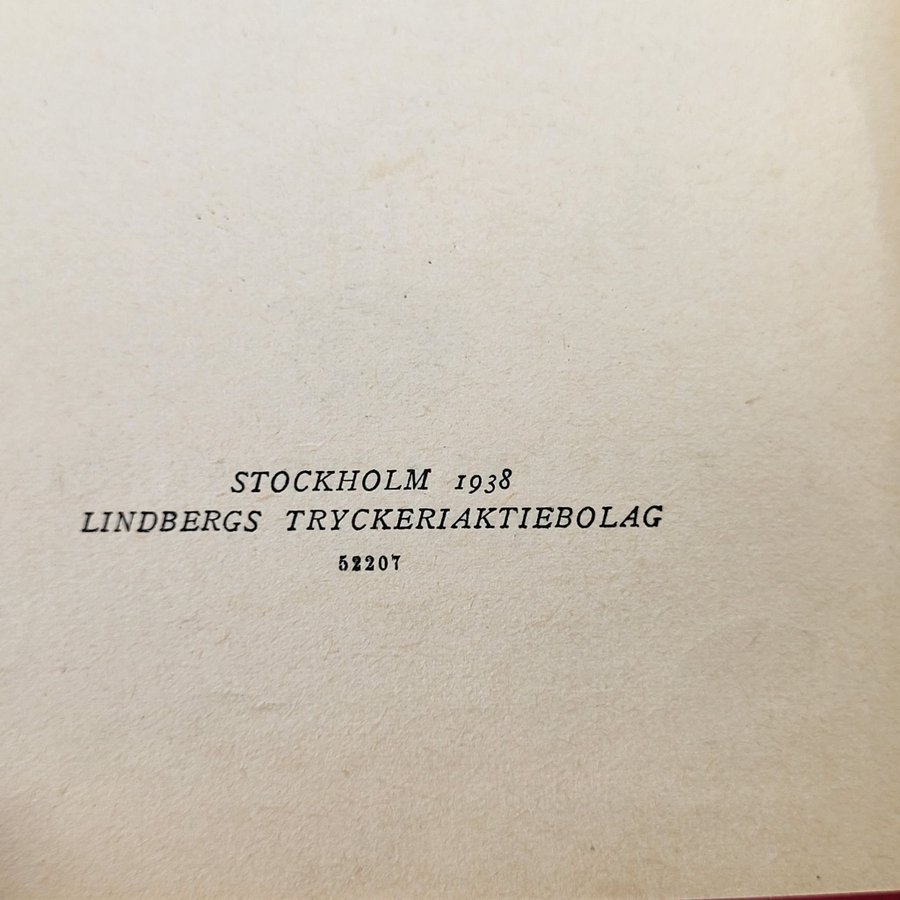 STOCKHOLM 1938
LINDBERGS TRYCKERIAKTIEBOLAG
52207